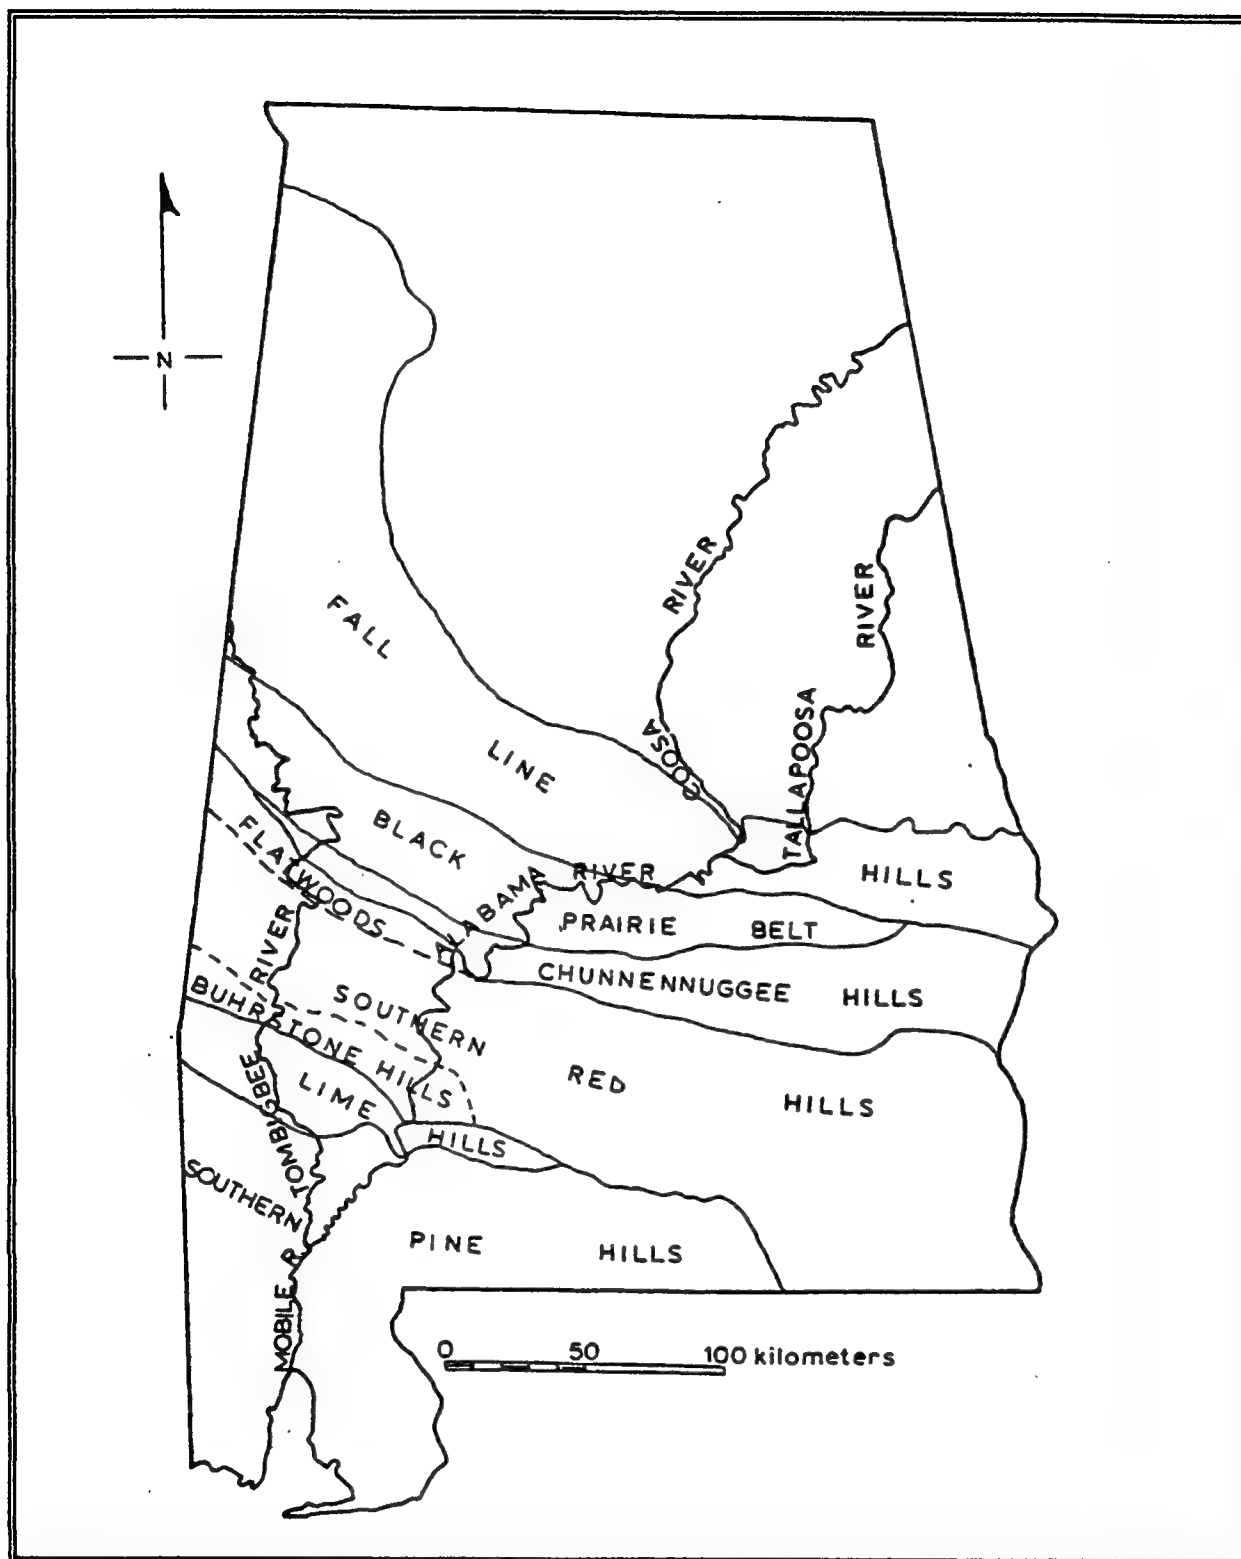 N
RIVER
RIVER
FALL
COOSA
TALLAPOOSA
LINE
BLACK
FLATWOODS
ALABAMA
RIVER
HILLS
PRAIRIE BELT
RIVER
CHUNNENNUGGEE HILLS
BUHRSTONE HILLS
SOUTHERN
RED
HILLS
LIME
HILLS
TOMBIGBEE
SOUTHERN
PINE HILLS
MOBILE R
0 50 100 kilometers